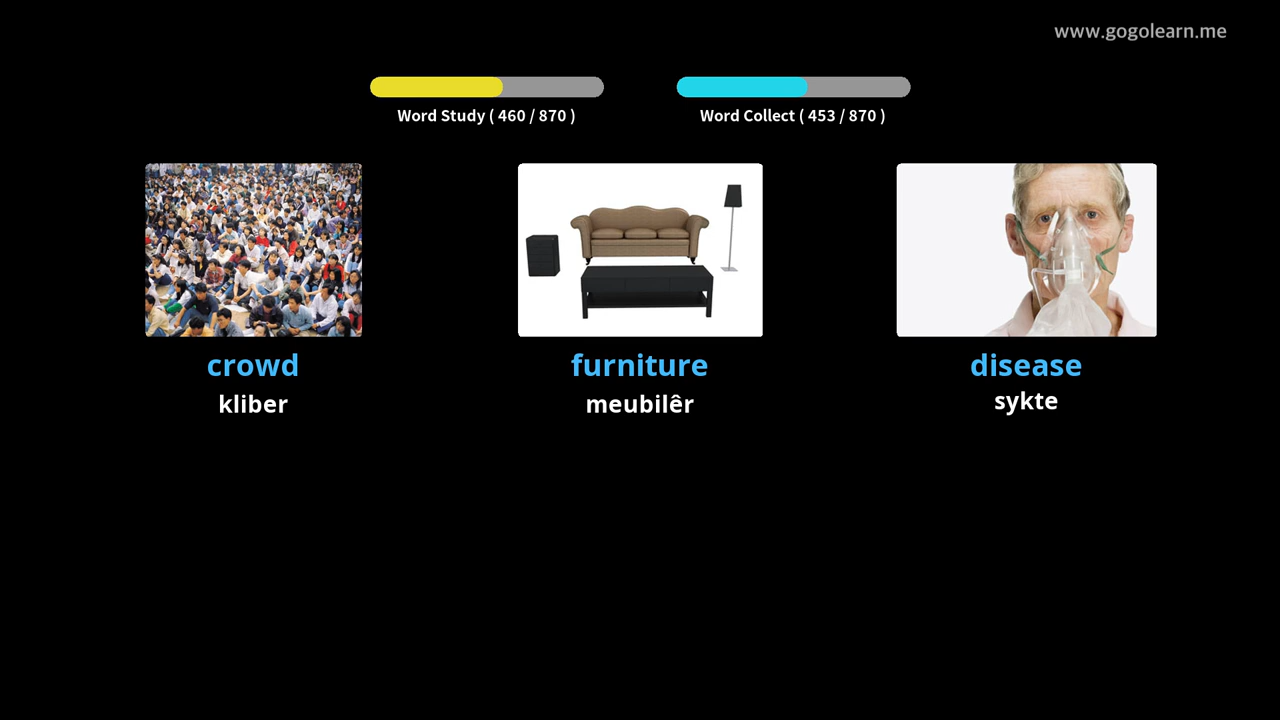 www.gogolearn.me
Word Study ( 460 / 870 )
Word Collect ( 453 / 870 )
crowd
kliber
furniture
meubilêr
disease
sykte